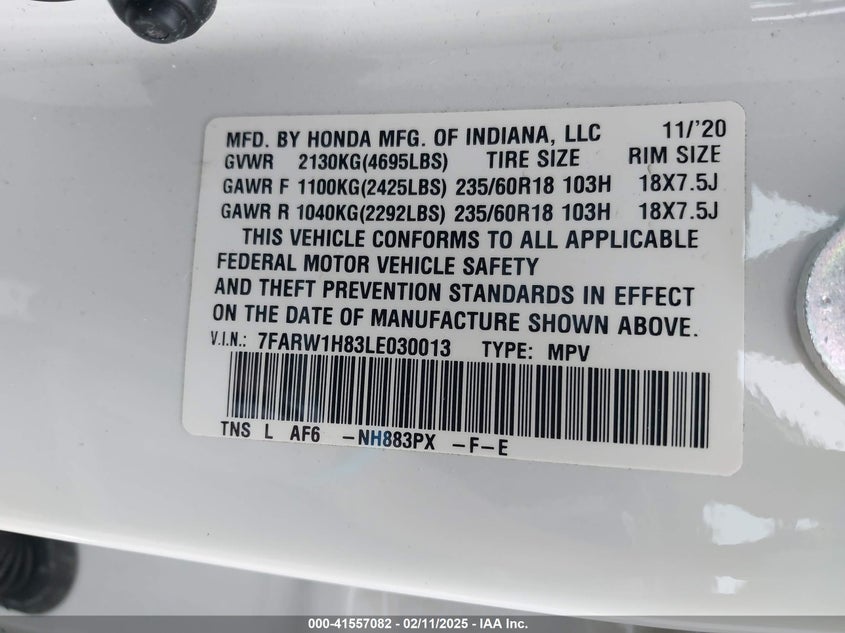 MFD. BY HONDA MFG. OF INDIANA, LLC 11/'20
GVWR 2130KG(4695LBS) TIRE SIZE RIM SIZE
GAWR F 1100KG(2425LBS) 235/60R18 103H 18X7.5J
GAWR R 1040KG(2292LBS) 235/60R18 103H 18X7.5J
THIS VEHICLE CONFORMS TO ALL APPLICABLE
FEDERAL MOTOR VEHICLE SAFETY
AND THEFT PREVENTION STANDARDS IN EFFECT
ON THE DATE OF MANUFACTURE SHOWN ABOVE.
V.I.N.: 7FARW1H83LE030013 TYPE: MPV
TNS L AF6 -NH883PX -F-E
000-41557082 - 02/11/2025 - IAA Inc.